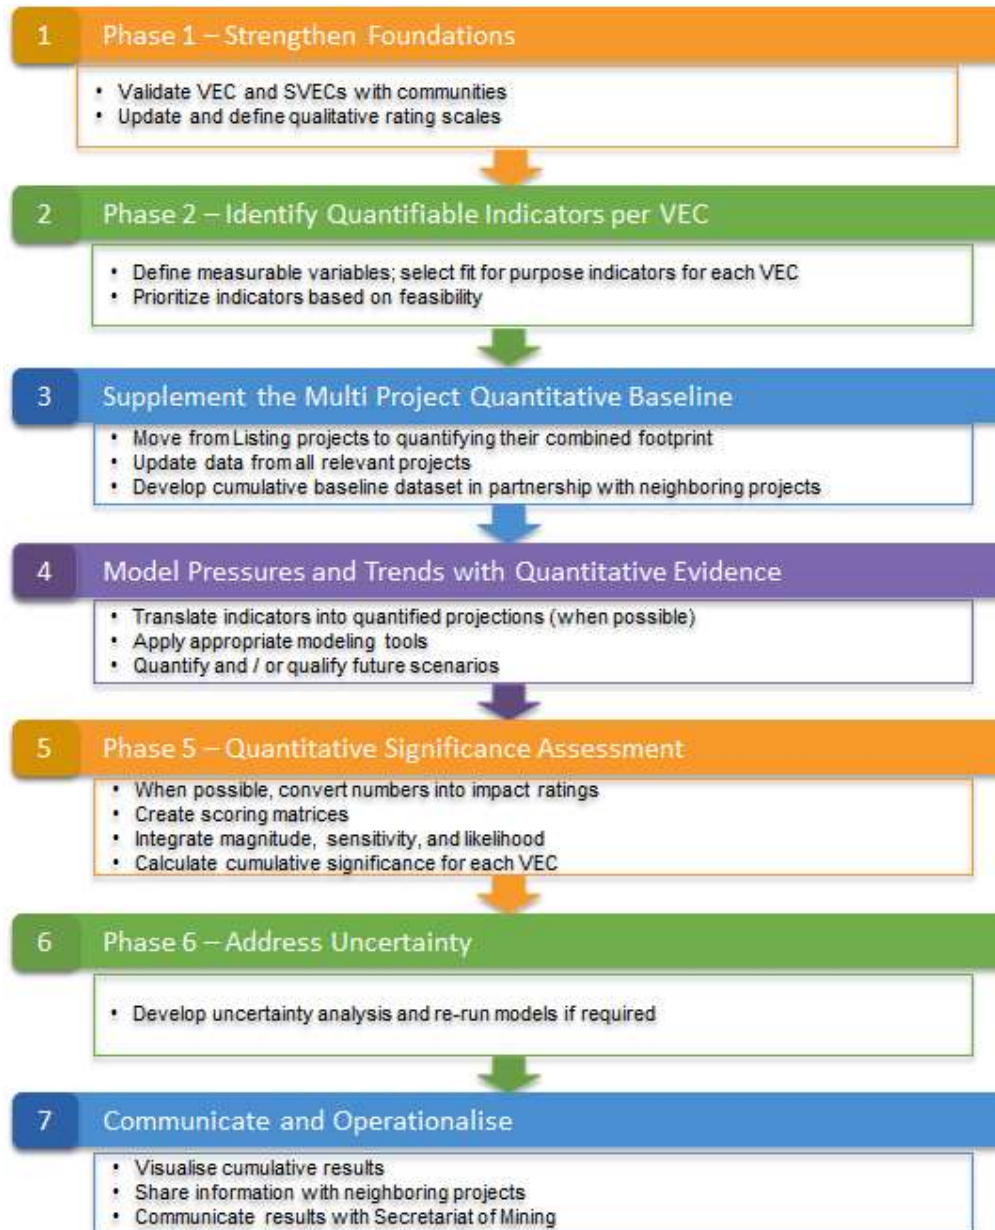 1 Phase 1 – Strengthen Foundations
• Validate VEC and SVECs with communities
• Update and define qualitative rating scales
2 Phase 2 – Identify Quantifiable Indicators per VEC
• Define measurable variables; select fit for purpose indicators for each VEC
• Prioritize indicators based on feasibility
3 Supplement the Multi Project Quantitative Baseline
• Move from Listing projects to quantifying their combined footprint
• Update data from all relevant projects
• Develop cumulative baseline dataset in partnership with neighboring projects
4 Model Pressures and Trends with Quantitative Evidence
• Translate indicators into quantified projections (when possible)
• Apply appropriate modeling tools
• Quantify and / or qualify future scenarios
5 Phase 5 – Quantitative Significance Assessment
• When possible, convert numbers into impact ratings
• Create scoring matrices
• Integrate magnitude, sensitivity, and likelihood
• Calculate cumulative significance for each VEC
6 Phase 6 – Address Uncertainty
• Develop uncertainty analysis and re-run models if required
7 Communicate and Operationalise
• Visualise cumulative results
• Share information with neighboring projects
• Communicate results with Secretariat of Mining